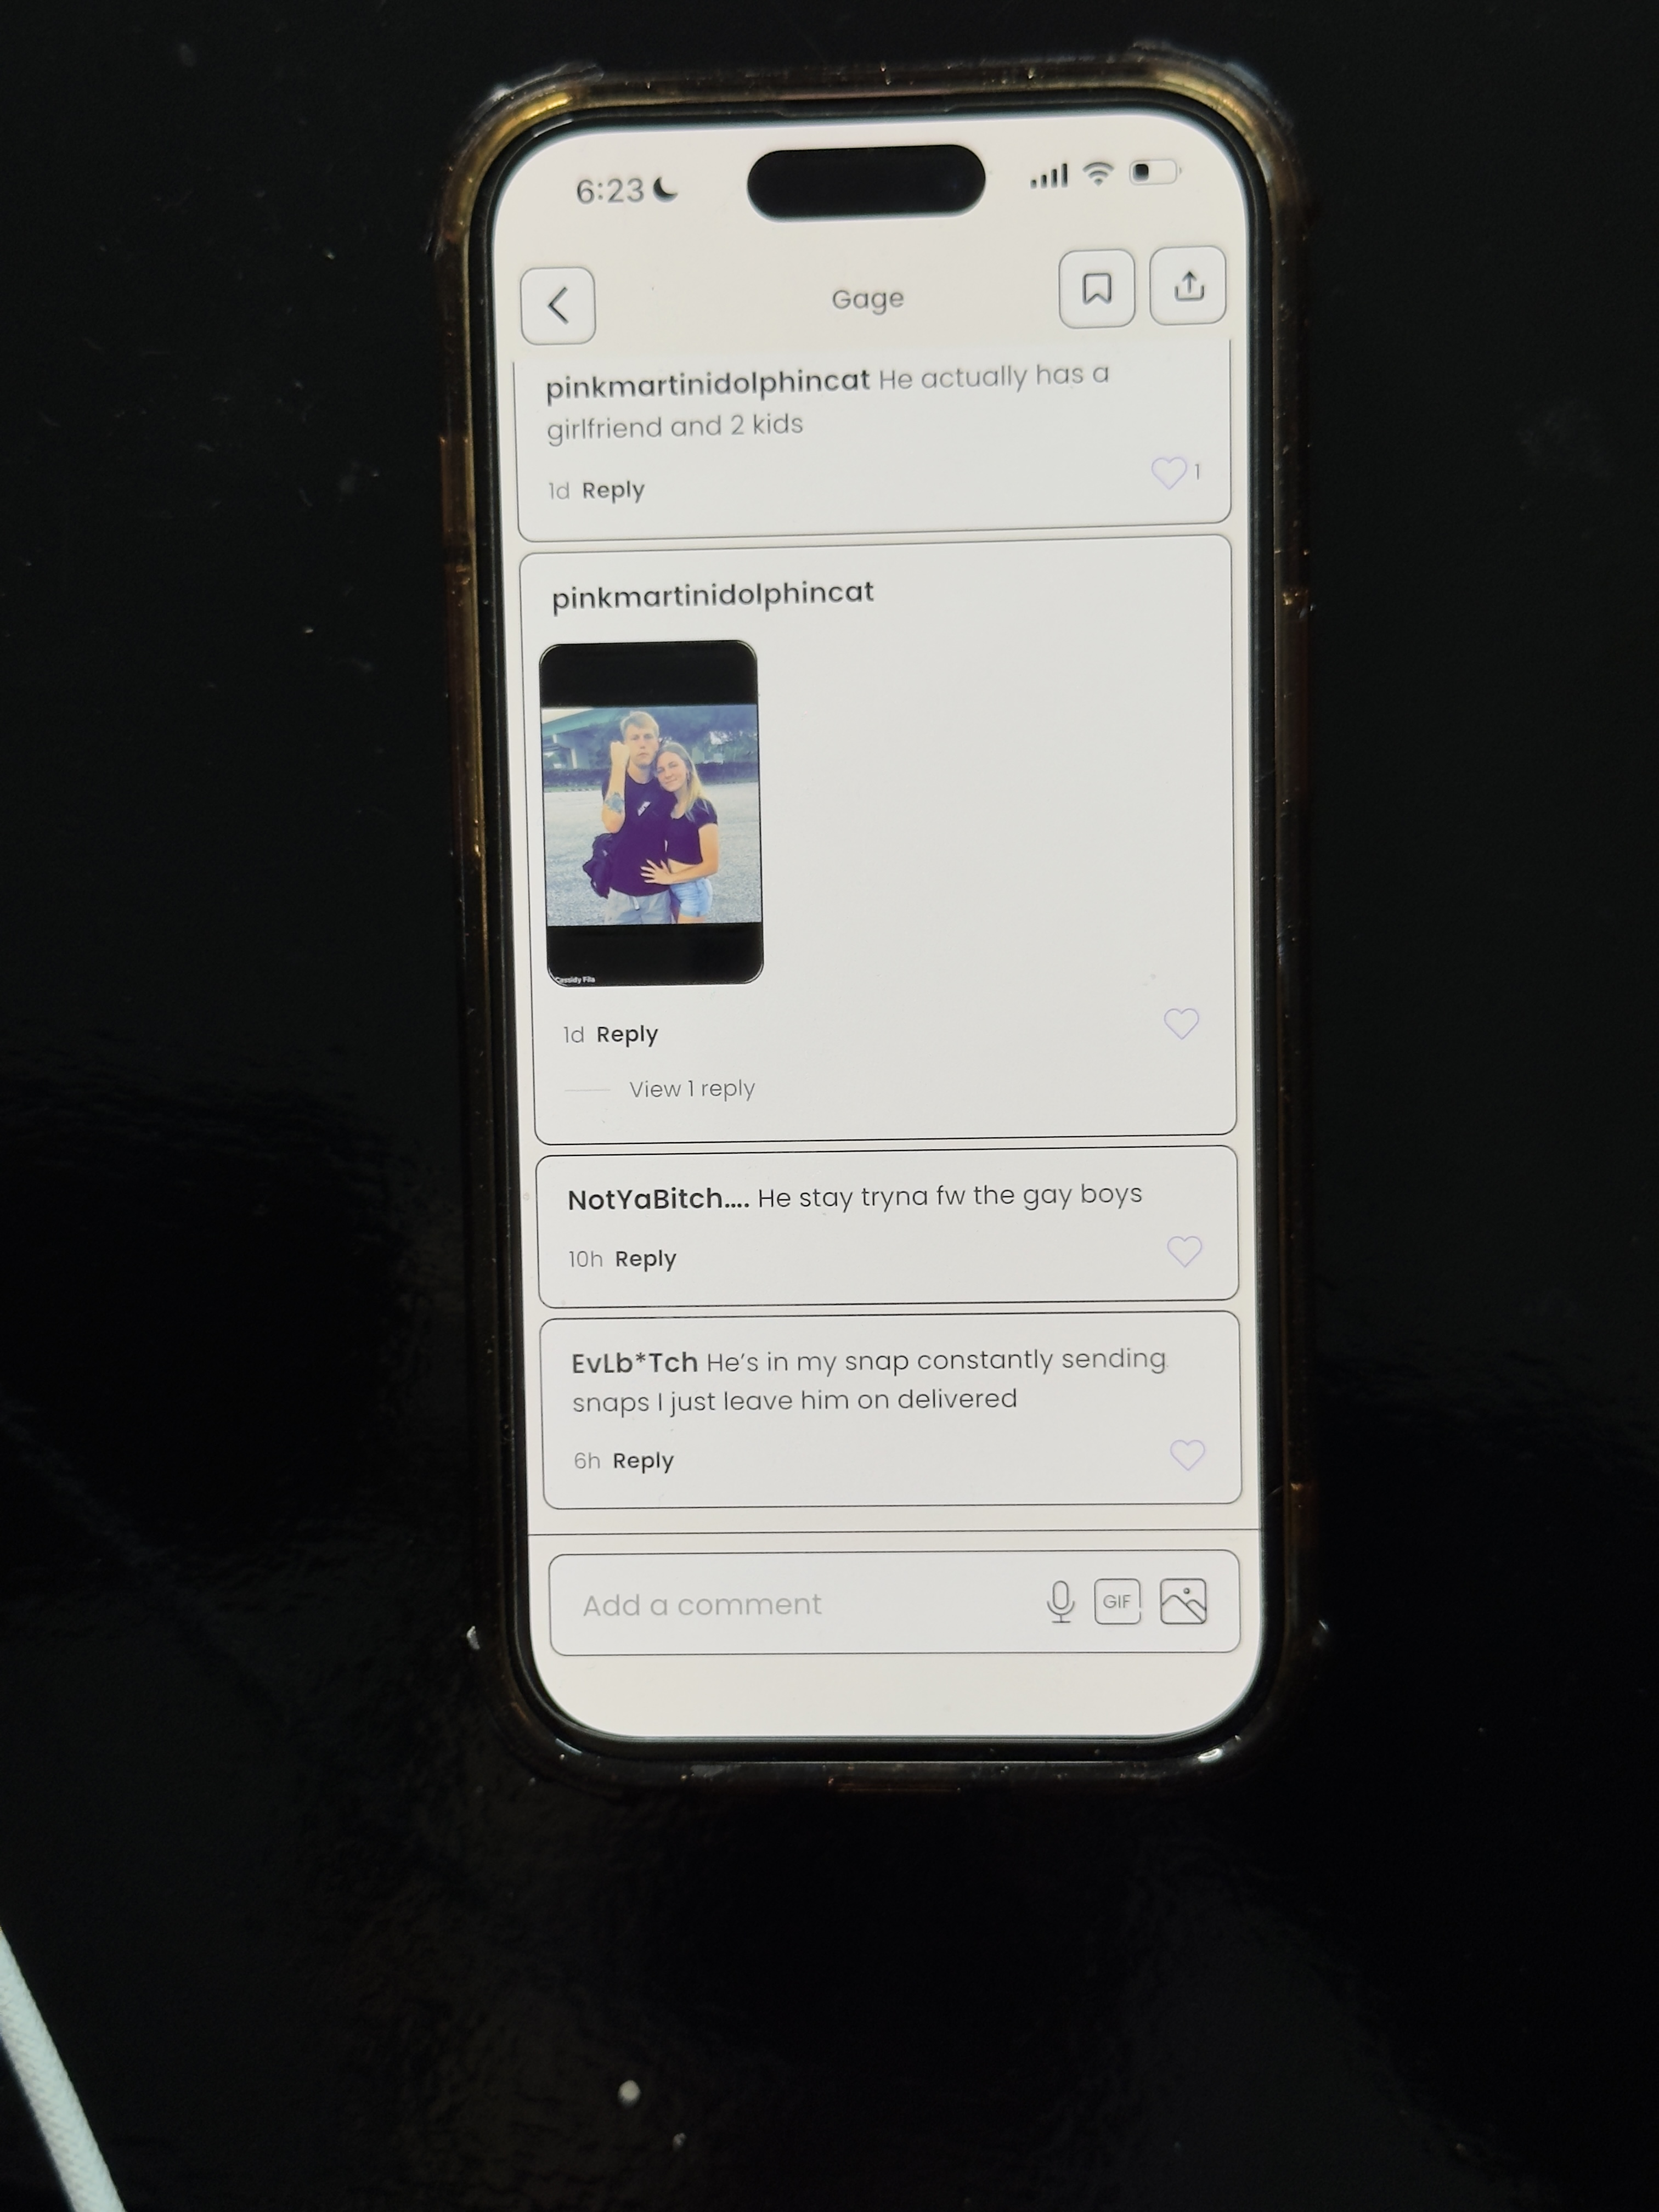 6:23
Gage
pinkmartinidolphincat He actually has a
girlfriend and 2 kids
1
1d Reply
pinkmartinidolphincat
Cassidy Fila
1d Reply
View 1 reply
NotYaBitch.... He stay tryna fw the gay boys
10h Reply
EvLb*Tch He's in my snap constantly sending
snaps I just leave him on delivered
6h Reply
Add a comment
GIF